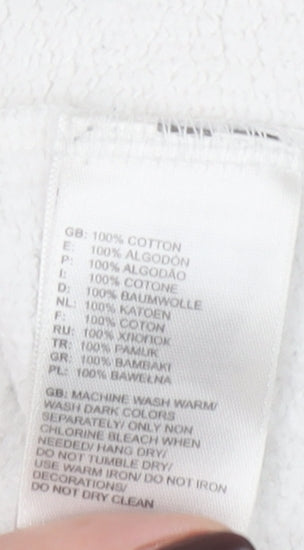 GB: 100% COTTON
E: 100% ALGODÓN
P: 100% ALGODÃO
I: 100% COTONE
D: 100% BAUMWOLLE
NL: 100% KATOEN
F: 100% COTON
RU: 100% ХЛОПОК
TR: 100% PAMUK
GR: 100% BAMBAKI
PL: 100% BAWEŁNA
GB: MACHINE WASH WARM/
WASH DARK COLORS
SEPARATELY/ ONLY NON
CHLORINE BLEACH WHEN
NEEDED/ HANG DRY/
DO NOT TUMBLE DRY/
USE WARM IRON/ DO NOT IRON
DECORATIONS/
DO NOT DRY CLEAN